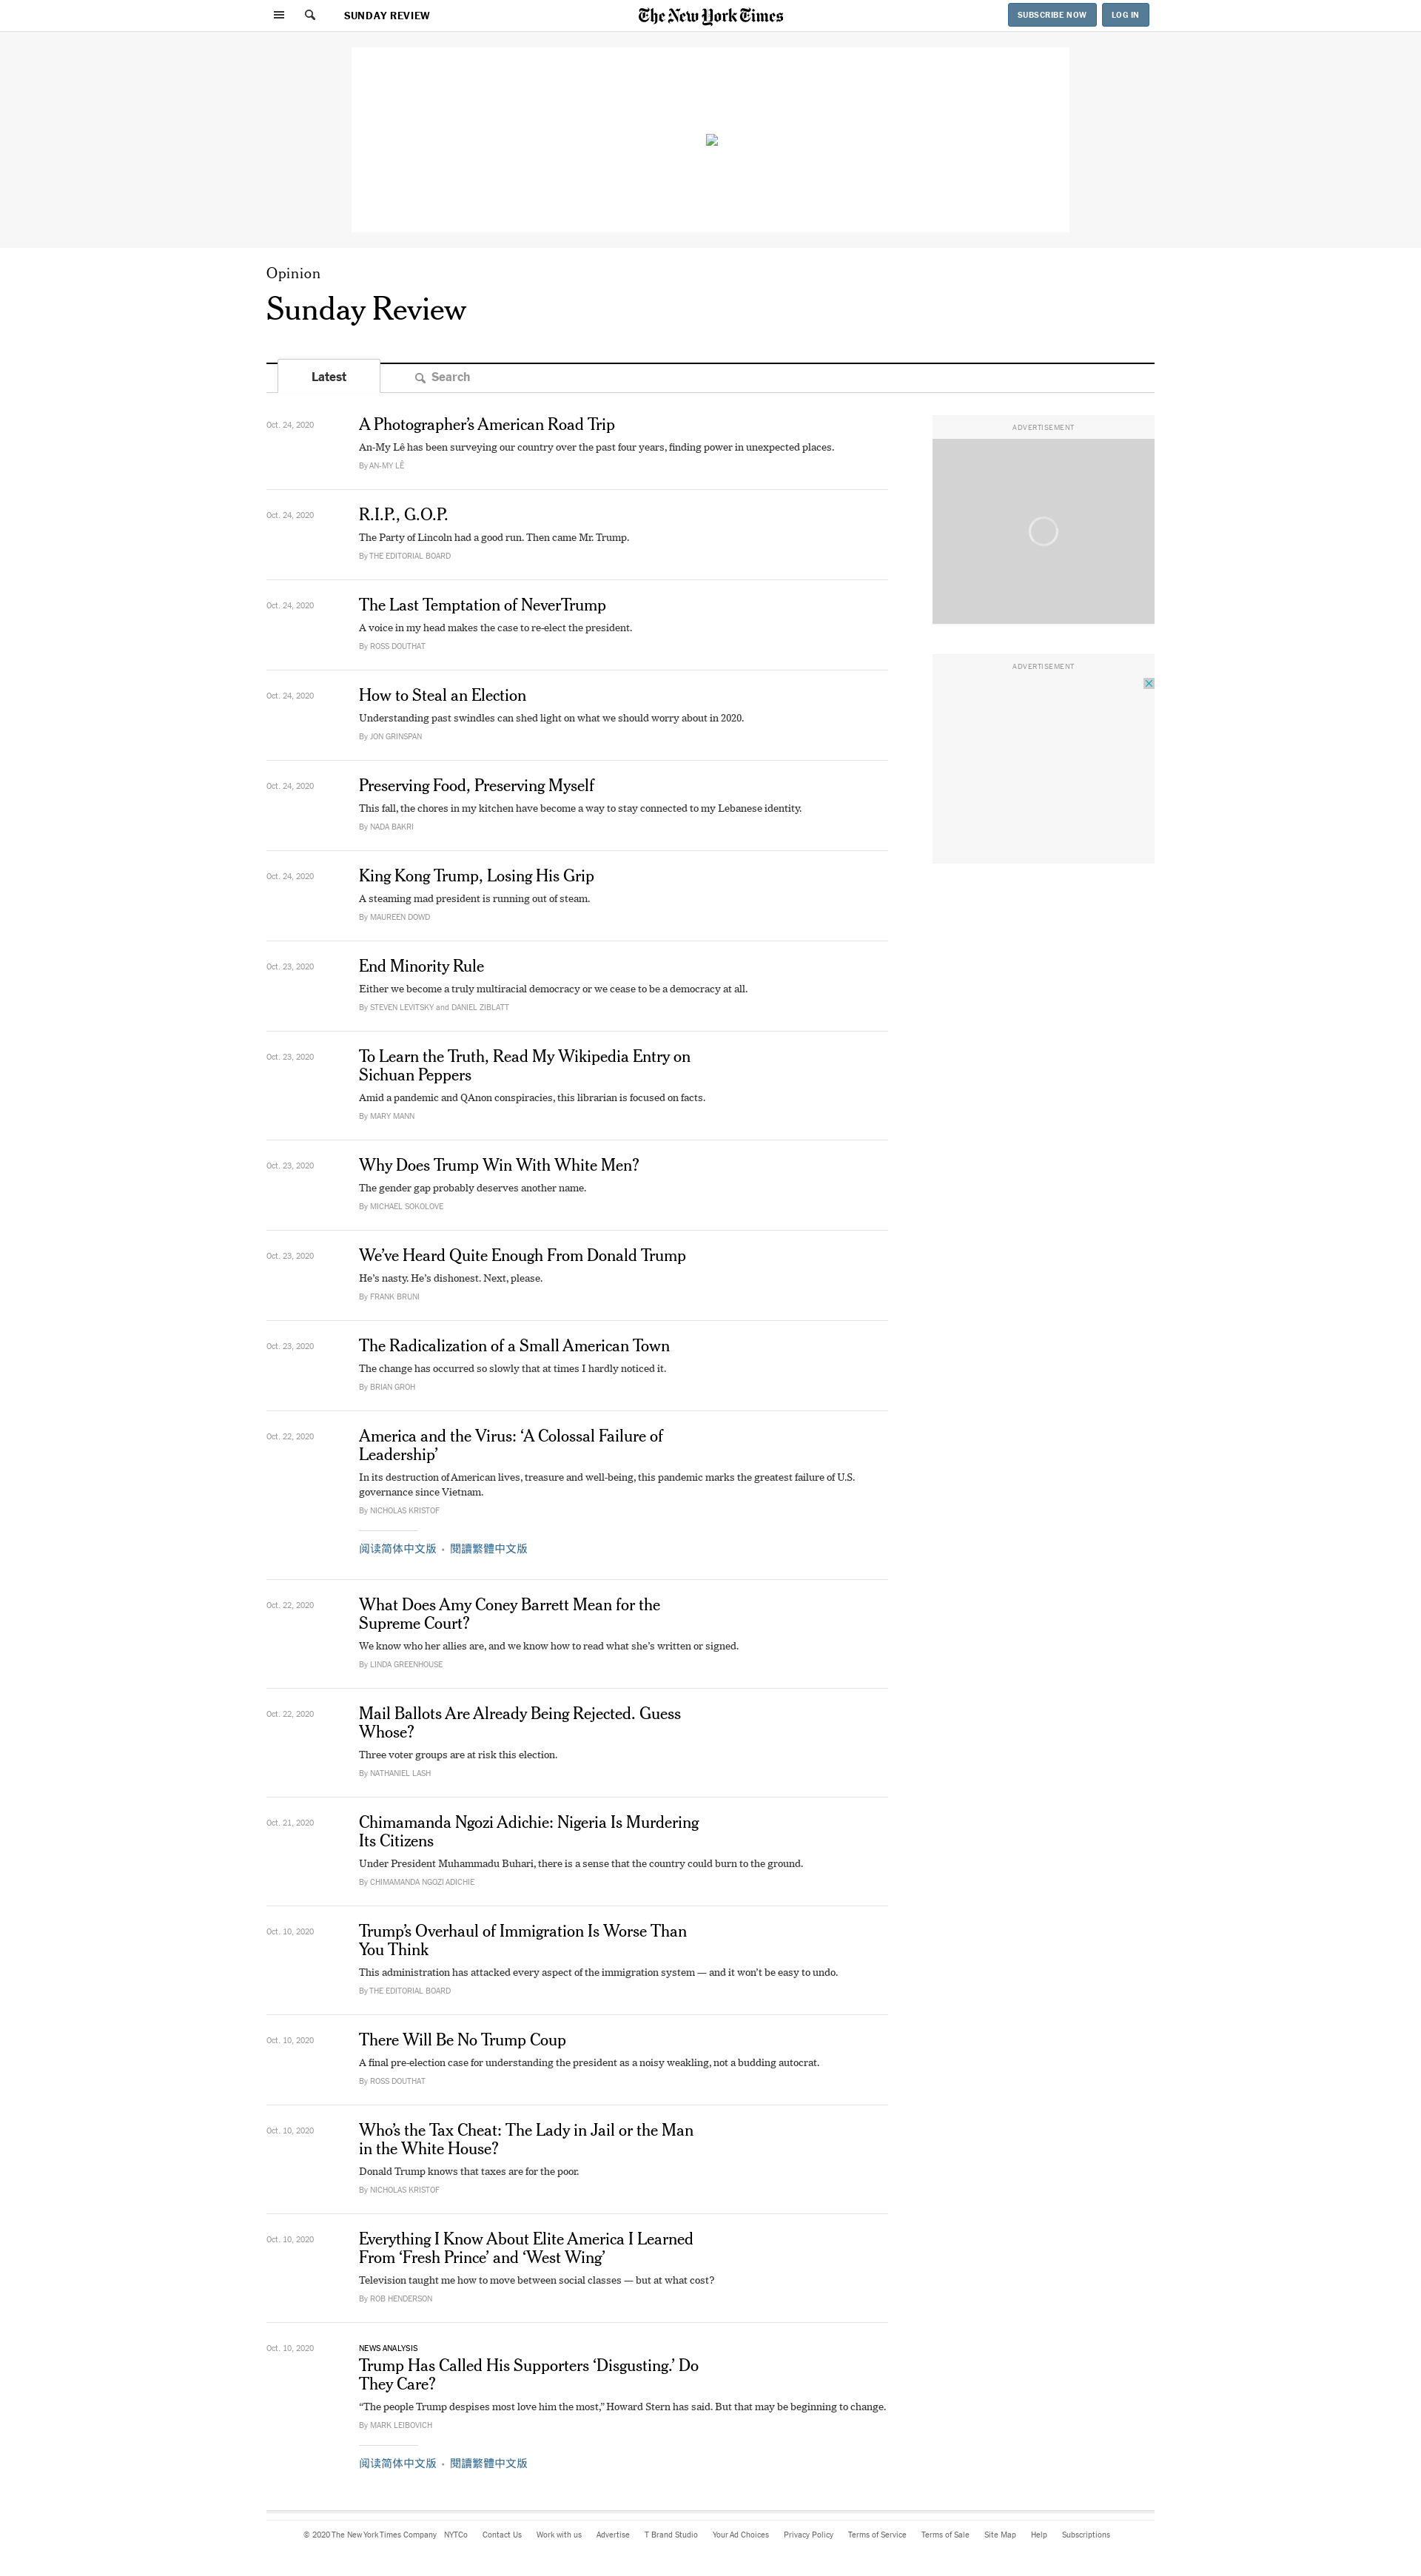 SUNDAY REVIEW
The New York Times
SUBSCRIBE NOW
LOG IN
Opinion
Sunday Review
Latest
Search
Oct. 24, 2020
A Photographer’s American Road Trip
An-My Lê has been surveying our country over the past four years, finding power in unexpected places.
By AN-MY LÊ
ADVERTISEMENT
Oct. 24, 2020
R.I.P., G.O.P.
The Party of Lincoln had a good run. Then came Mr. Trump.
By THE EDITORIAL BOARD
Oct. 24, 2020
The Last Temptation of NeverTrump
A voice in my head makes the case to re-elect the president.
By ROSS DOUTHAT
ADVERTISEMENT
Oct. 24, 2020
How to Steal an Election
Understanding past swindles can shed light on what we should worry about in 2020.
By JON GRINSPAN
Oct. 24, 2020
Preserving Food, Preserving Myself
This fall, the chores in my kitchen have become a way to stay connected to my Lebanese identity.
By NADA BAKRI
Oct. 24, 2020
King Kong Trump, Losing His Grip
A steaming mad president is running out of steam.
By MAUREEN DOWD
Oct. 23, 2020
End Minority Rule
Either we become a truly multiracial democracy or we cease to be a democracy at all.
By STEVEN LEVITSKY and DANIEL ZIBLATT
Oct. 23, 2020
To Learn the Truth, Read My Wikipedia Entry on
Sichuan Peppers
Amid a pandemic and QAnon conspiracies, this librarian is focused on facts.
By MARY MANN
Oct. 23, 2020
Why Does Trump Win With White Men?
The gender gap probably deserves another name.
By MICHAEL SOKOLOVE
Oct. 23, 2020
We’ve Heard Quite Enough From Donald Trump
He’s nasty. He’s dishonest. Next, please.
By FRANK BRUNI
Oct. 23, 2020
The Radicalization of a Small American Town
The change has occurred so slowly that at times I hardly noticed it.
By BRIAN GROH
Oct. 22, 2020
America and the Virus: ‘A Colossal Failure of
Leadership’
In its destruction of American lives, treasure and well-being, this pandemic marks the greatest failure of U.S.
governance since Vietnam.
By NICHOLAS KRISTOF
阅读简体中文版 • 閱讀繁體中文版
Oct. 22, 2020
What Does Amy Coney Barrett Mean for the
Supreme Court?
We know who her allies are, and we know how to read what she’s written or signed.
By LINDA GREENHOUSE
Oct. 22, 2020
Mail Ballots Are Already Being Rejected. Guess
Whose?
Three voter groups are at risk this election.
By NATHANIEL LASH
Oct. 21, 2020
Chimamanda Ngozi Adichie: Nigeria Is Murdering
Its Citizens
Under President Muhammadu Buhari, there is a sense that the country could burn to the ground.
By CHIMAMANDA NGOZI ADICHIE
Oct. 10, 2020
Trump’s Overhaul of Immigration Is Worse Than
You Think
This administration has attacked every aspect of the immigration system — and it won’t be easy to undo.
By THE EDITORIAL BOARD
Oct. 10, 2020
There Will Be No Trump Coup
A final pre-election case for understanding the president as a noisy weakling, not a budding autocrat.
By ROSS DOUTHAT
Oct. 10, 2020
Who’s the Tax Cheat: The Lady in Jail or the Man
in the White House?
Donald Trump knows that taxes are for the poor.
By NICHOLAS KRISTOF
Oct. 10, 2020
Everything I Know About Elite America I Learned
From ‘Fresh Prince’ and ‘West Wing’
Television taught me how to move between social classes — but at what cost?
By ROB HENDERSON
Oct. 10, 2020
NEWS ANALYSIS
Trump Has Called His Supporters ‘Disgusting.’ Do
They Care?
“The people Trump despises most love him the most,” Howard Stern has said. But that may be beginning to change.
By MARK LEIBOVICH
阅读简体中文版 • 閱讀繁體中文版
© 2020 The New York Times Company NYTCo Contact Us Work with us Advertise T Brand Studio Your Ad Choices Privacy Policy Terms of Service Terms of Sale Site Map Help Subscriptions